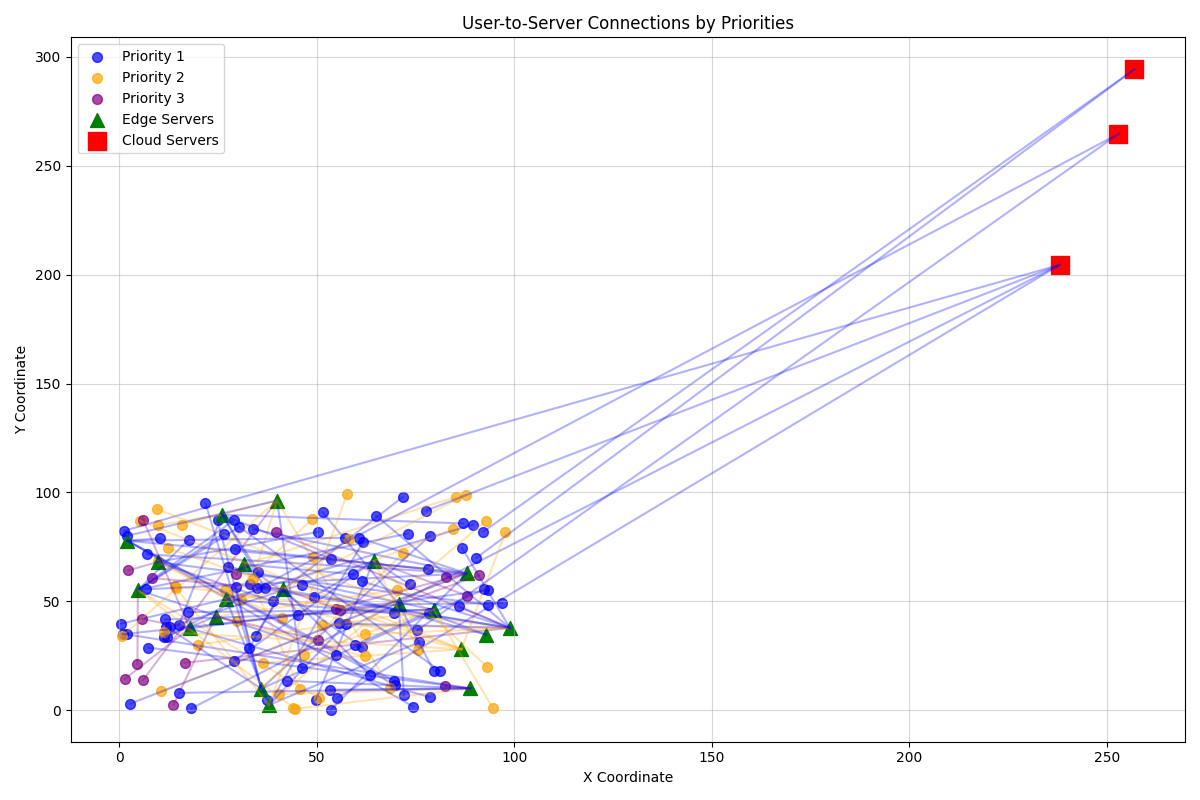 User-to-Server Connections by Priorities
Priority 1
Priority 2
Priority 3
Edge Servers
Cloud Servers
Y Coordinate
300
250
200
150
100
50
0
0 50 100 150 200 250
X Coordinate